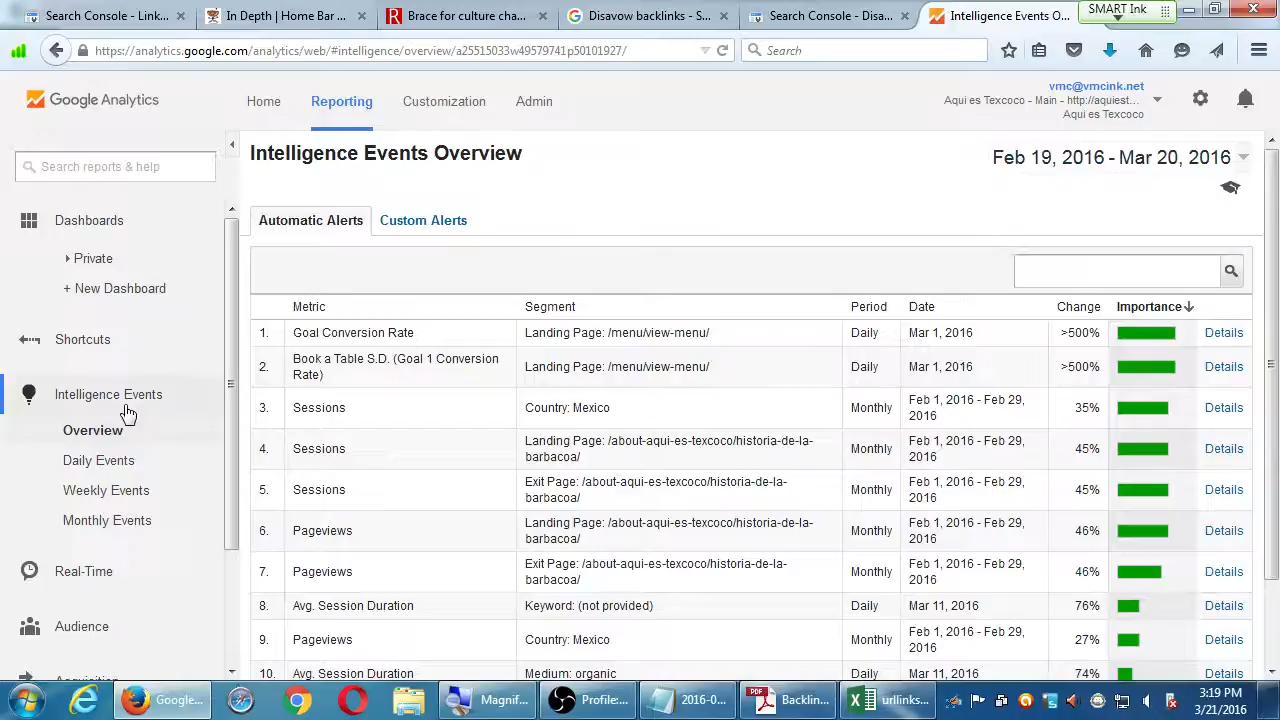 Search Console - Link...
In Depth | Home Bar ...
Brace for culture cha...
Disavow backlinks - S...
Search Console - Disa...
Intelligence Events O...
SMART Ink
https://analytics.google.com/analytics/web/#intelligence/overview/a25515033w49579741p50101927/
Search
Google Analytics
Home
Reporting
Customization
Admin
vmc@vmcink.net
Aqui es Texcoco - Main - http://aquiest...
Aqui es Texcoco
Search reports & help
Dashboards
Private
+ New Dashboard
Shortcuts
Intelligence Events
Overview
Daily Events
Weekly Events
Monthly Events
Real-Time
Audience
Intelligence Events Overview
Feb 19, 2016 - Mar 20, 2016
Automatic Alerts
Custom Alerts
Metric Segment Period Date Change Importance
1. Goal Conversion Rate Landing Page: /menu/view-menu/ Daily Mar 1, 2016 >500% Details
2. Book a Table S.D. (Goal 1 Conversion Rate) Landing Page: /menu/view-menu/ Daily Mar 1, 2016 >500% Details
3. Sessions Country: Mexico Monthly Feb 1, 2016 - Feb 29, 2016 35% Details
4. Sessions Landing Page: /about-aqui-es-texcoco/historia-de-la-barbacoa/ Monthly Feb 1, 2016 - Feb 29, 2016 45% Details
5. Sessions Exit Page: /about-aqui-es-texcoco/historia-de-la-barbacoa/ Monthly Feb 1, 2016 - Feb 29, 2016 45% Details
6. Pageviews Landing Page: /about-aqui-es-texcoco/historia-de-la-barbacoa/ Monthly Feb 1, 2016 - Feb 29, 2016 46% Details
7. Pageviews Exit Page: /about-aqui-es-texcoco/historia-de-la-barbacoa/ Monthly Feb 1, 2016 - Feb 29, 2016 46% Details
8. Avg. Session Duration Keyword: (not provided) Daily Mar 11, 2016 76% Details
9. Pageviews Country: Mexico Monthly Feb 1, 2016 - Feb 29, 2016 27% Details
10. Avg. Session Duration Medium: organic Daily Mar 11, 2016 74% Details
Google...
Magnif...
Profile:...
2016-0...
Backlin...
urllinks...
3:19 PM
3/21/2016